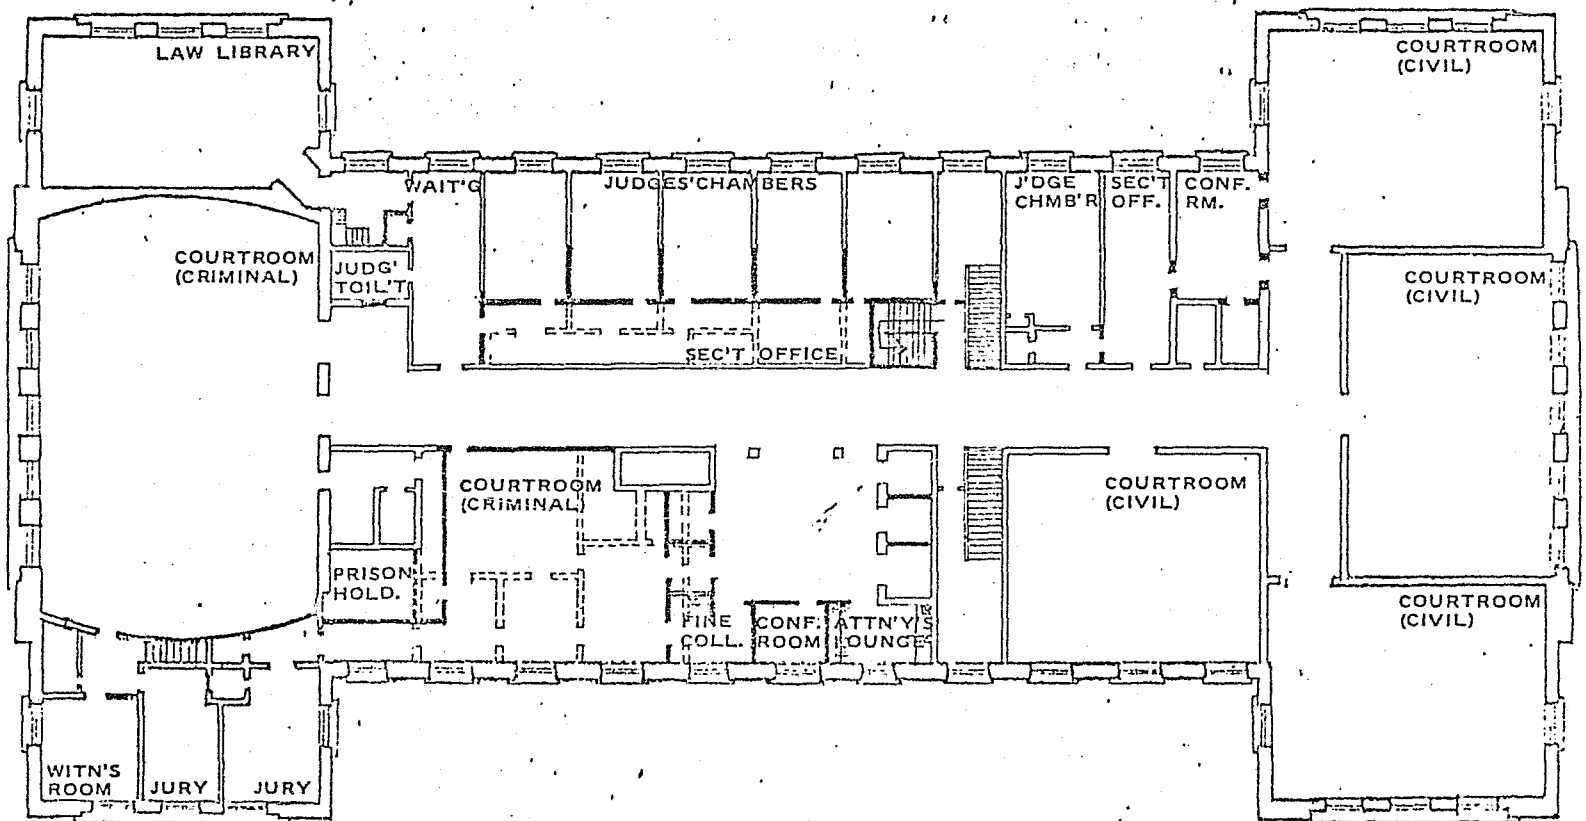 LAW LIBRARY
COURTROOM
(CIVIL)
WAIT'G
JUDGES' CHAMBERS
J'DGE
CHMB'R
SEC'T
OFF.
CONF.
RM.
COURTROOM
(CRIMINAL)
JUDG'
TOIL'T
COURTROOM
(CIVIL)
SEC'T OFFICE
COURTROOM
(CRIMINAL)
COURTROOM
(CIVIL)
PRISON
HOLD.
FINE
COLL.
CONF.
ROOM
ATTN'Y'S
LOUNGE
COURTROOM
(CIVIL)
WITN'S
ROOM
JURY
JURY